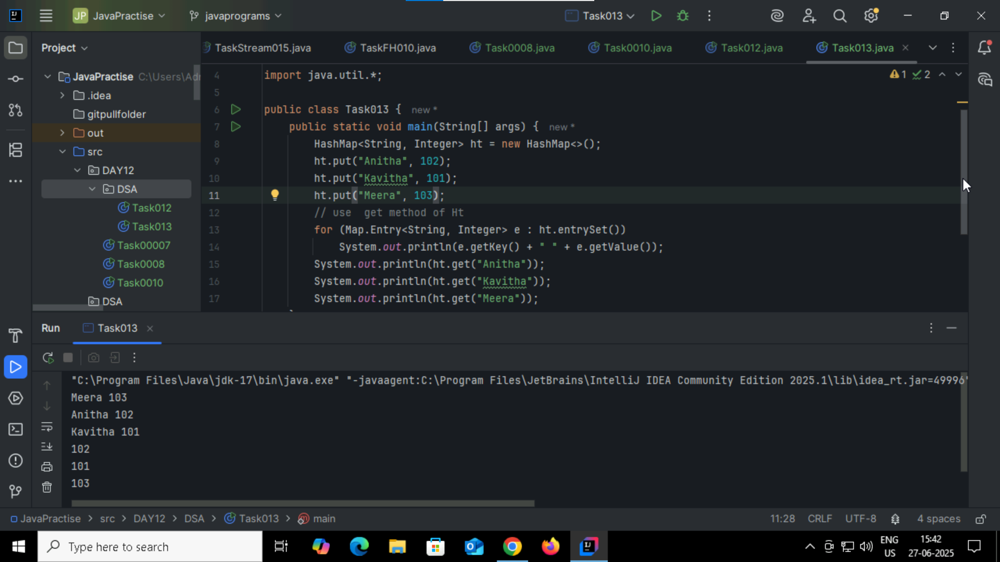 JP JavaPractise
javaprograms
Task013
Project
TaskStream015.java
TaskFH010.java
Task0008.java
Task0010.java
Task012.java
Task013.java
JavaPractise C:\Users\Ad
.idea
gitpullfolder
out
src
DAY12
DSA
Task012
Task013
Task00007
Task0008
Task0010
DSA
1 2
4 import java.util.*;
5
6 public class Task013 { new *
7 public static void main(String[] args) { new *
8 HashMap<String, Integer> ht = new HashMap<>();
9 ht.put("Anitha", 102);
10 ht.put("Kavitha", 101);
11 ht.put("Meera", 103);
12 // use  get method of Ht
13 for (Map.Entry<String, Integer> e : ht.entrySet())
14 System.out.println(e.getKey() + " " + e.getValue());
15 System.out.println(ht.get("Anitha"));
16 System.out.println(ht.get("Kavitha"));
17 System.out.println(ht.get("Meera"));
Run Task013
"C:\Program Files\Java\jdk-17\bin\java.exe" "-javaagent:C:\Program Files\JetBrains\IntelliJ IDEA Community Edition 2025.1\lib\idea_rt.jar=49996"
Meera 103
Anitha 102
Kavitha 101
102
101
103
JavaPractise > src > DAY12 > DSA > Task013 > main
11:28 CRLF UTF-8 4 spaces
Type here to search
ENG
US
15:42
27-06-2025